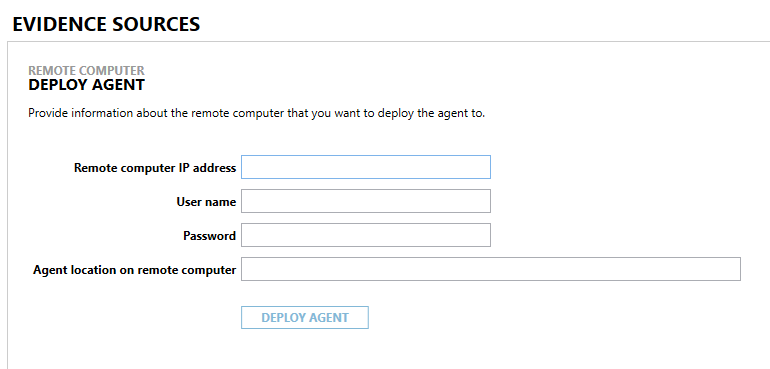 EVIDENCE SOURCES
REMOTE COMPUTER
DEPLOY AGENT
Provide information about the remote computer that you want to deploy the agent to.
Remote computer IP address
User name
Password
Agent location on remote computer
DEPLOY AGENT